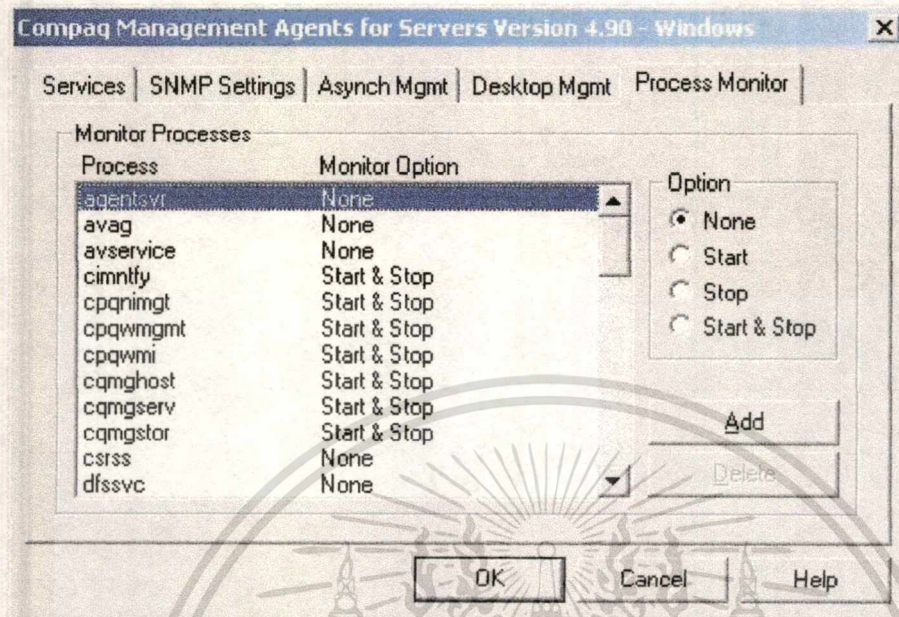 Compaq Management Agents for Servers Version 4.90 - Windows
Services SNMP Settings Asynch Mgmt Desktop Mgmt Process Monitor
Monitor Processes
Process Monitor Option
agentsvr None
avag None
avservice None
cimntfy Start & Stop
cpqnimgt Start & Stop
cpqwmgmt Start & Stop
cpqwmi Start & Stop
cqmghost Start & Stop
cqmgserv Start & Stop
cqmgstor Start & Stop
csrss None
dfssvc None
Option
None
Start
Stop
Start & Stop
Add
Delete
OK Cancel Help